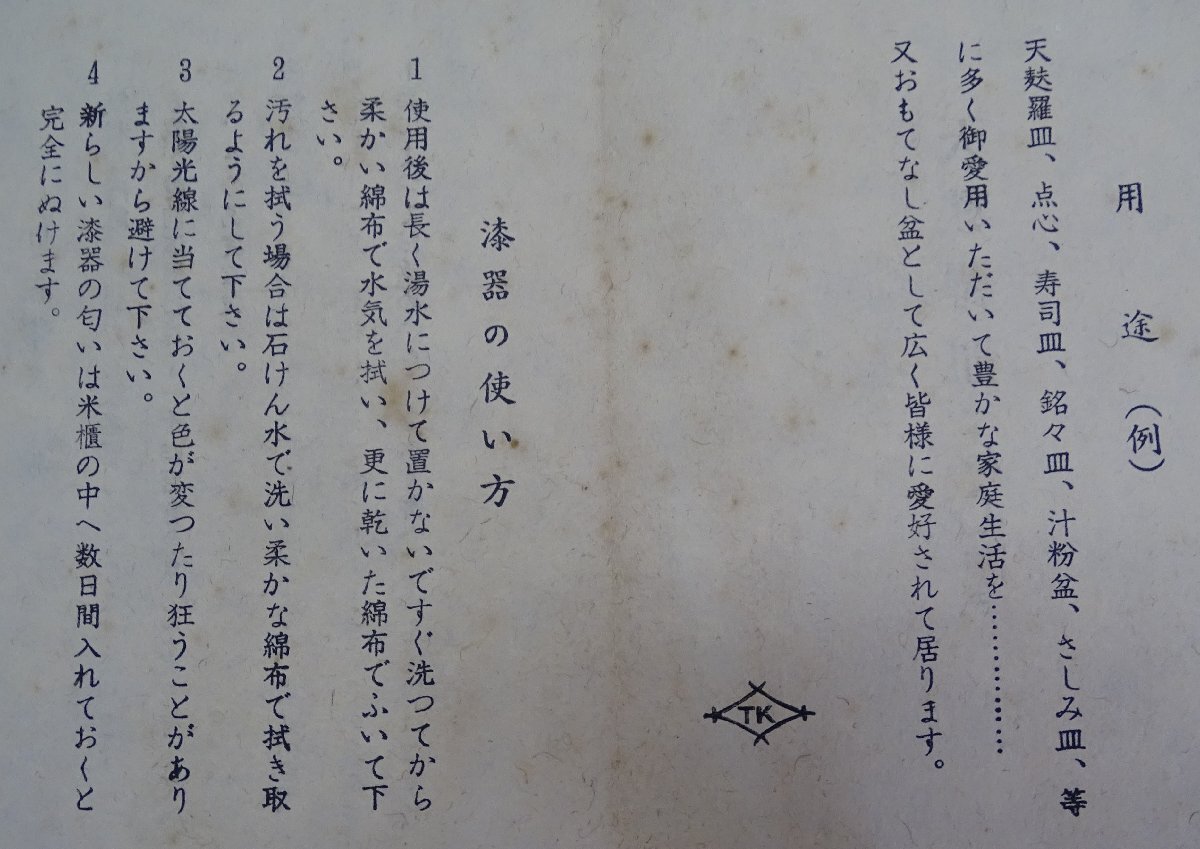 用途(例)
天麸羅皿、点心、寿司皿、銘々皿、汁粉盆、さしみ皿、等
に多く御愛用いただいて豊かな家庭生活を……………
又おもてなし盆として広く皆様に愛好されて居ります。
TK
漆器の使い方
1 使用後は長く湯水につけて置かないですぐ洗つてから
柔かい綿布で水気を拭い、更に乾いた綿布でふいて下
さい。
2 汚れを拭う場合は石けん水で洗い柔かな綿布で拭き取
るようにして下さい。
3 太陽光線に当てておくと色が変つたり狂うことがあり
ますから避けて下さい。
4 新らしい漆器の匂いは米櫃の中へ数日間入れておくと
完全にぬけます。